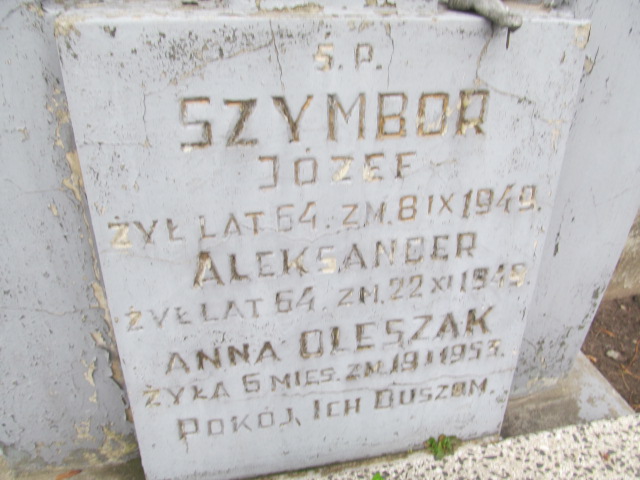 Ś.P.
SZYMBOR
JÓZEF
ŻYŁ LAT 64. ZM. 8 IX 1949.
ALEKSANDER
ŻYŁ LAT 64. ZM. 22 XI 1949.
ANNA OLESZAK
ŻYŁA 6 MIES. ZM. 19 I 1953.
POKÓJ, ICH DUSZOM.